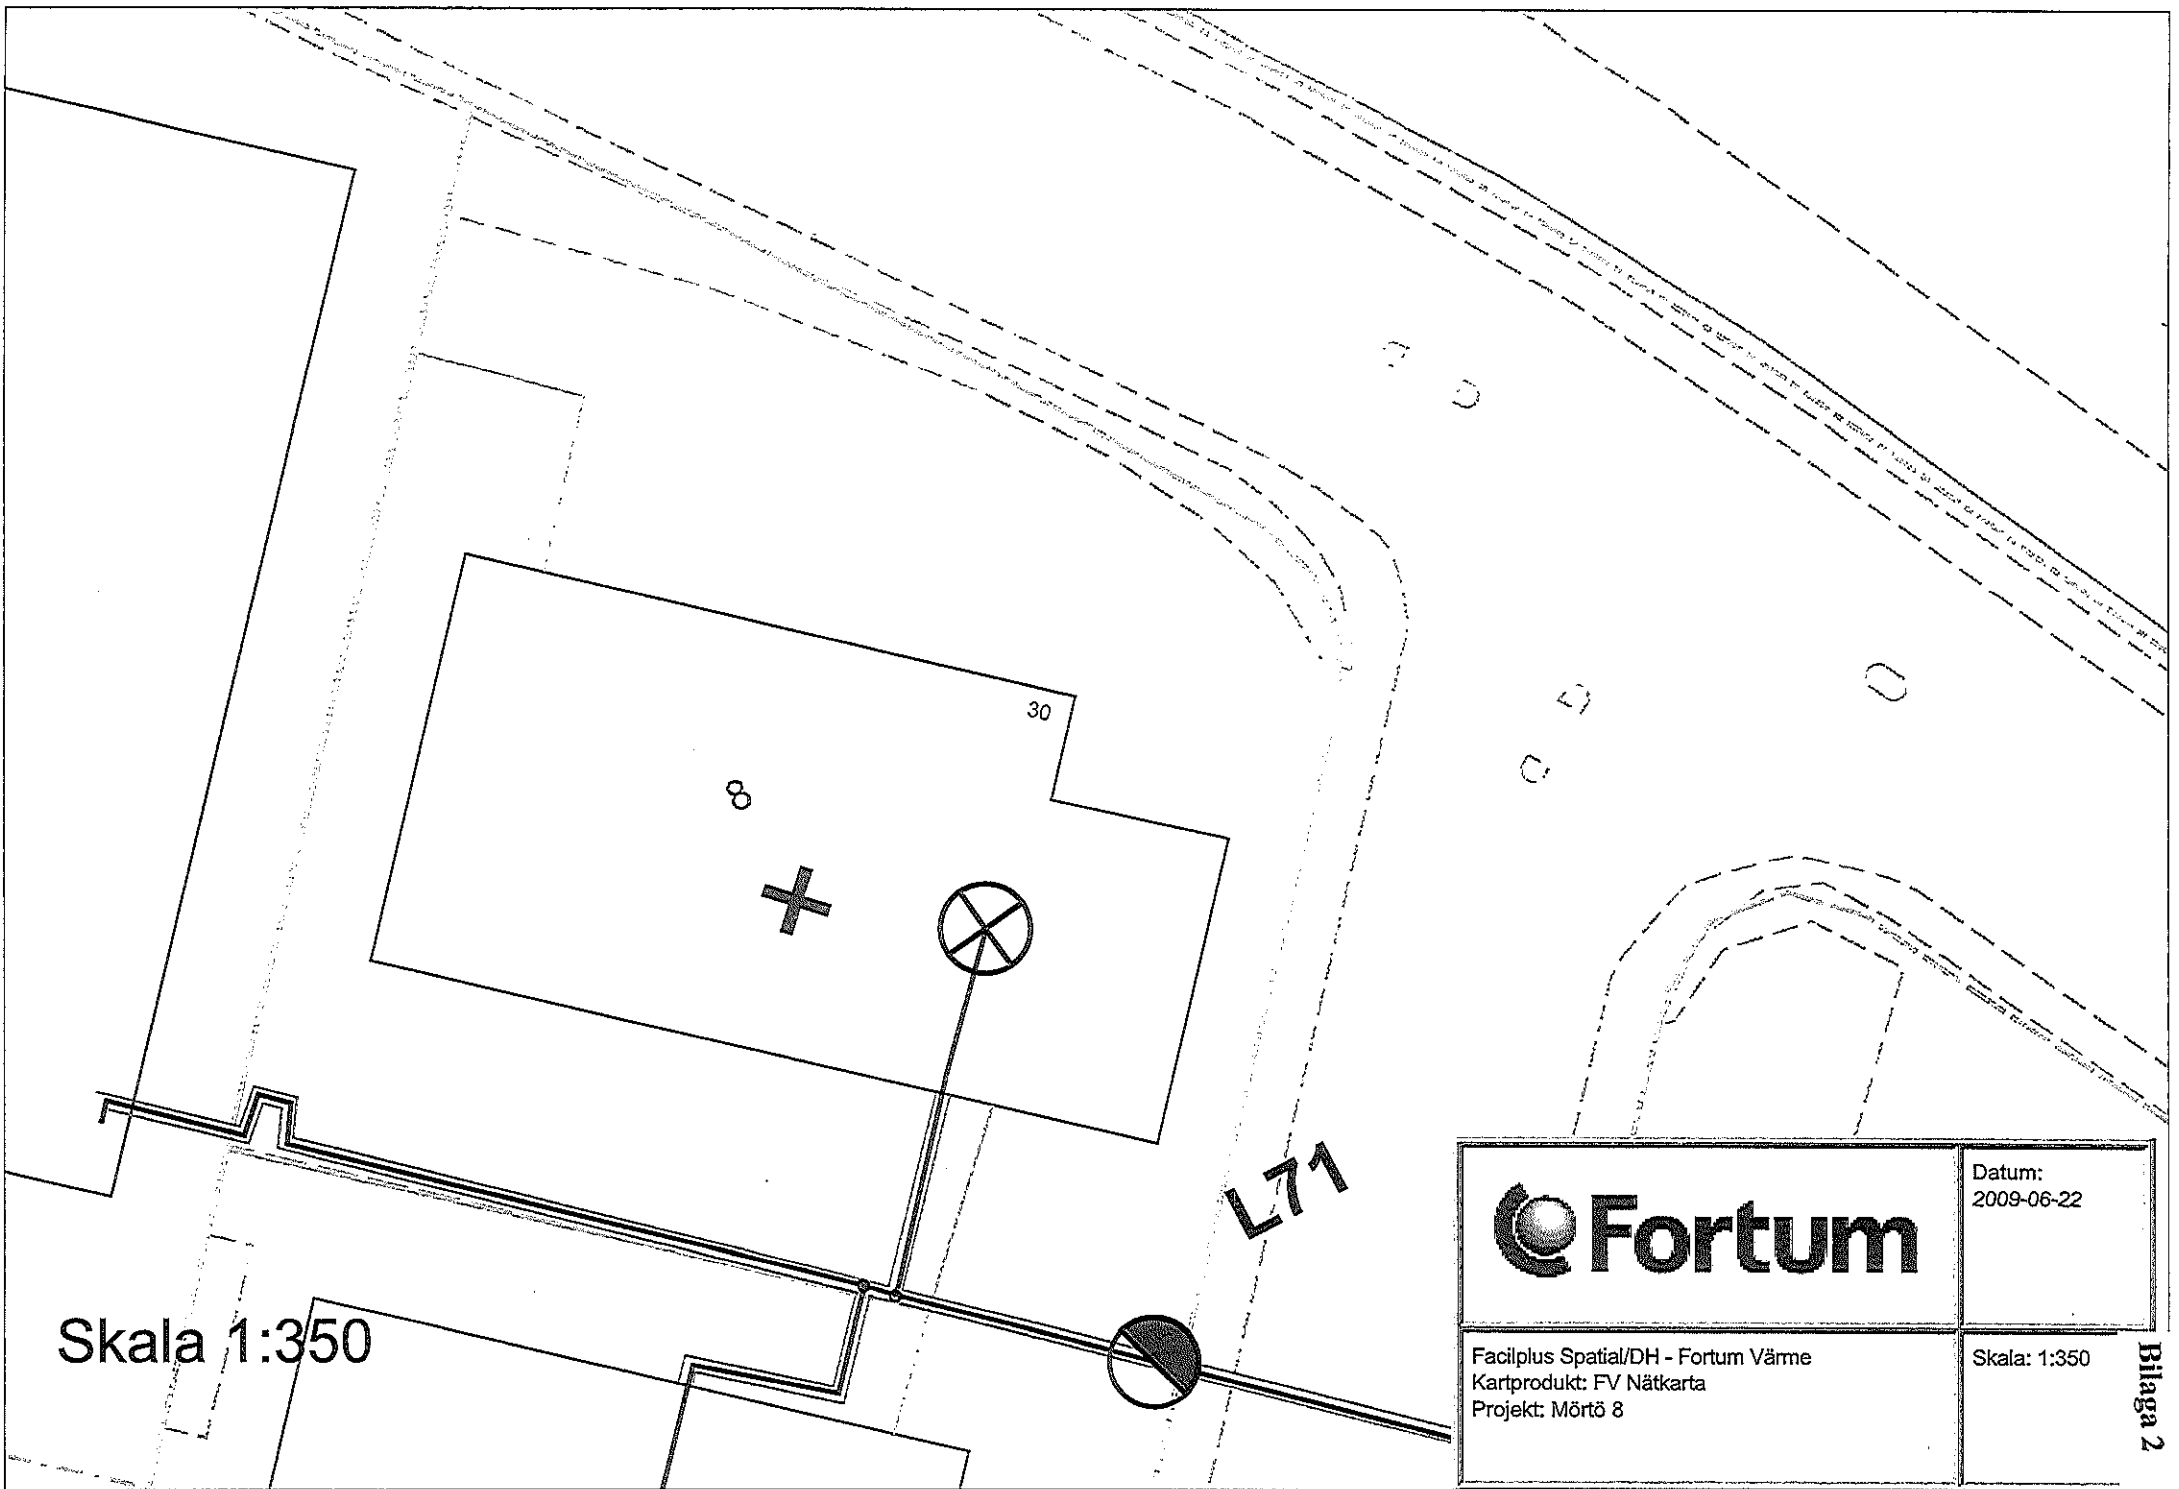 30
8
L71
Skala 1:350
Fortum
Datum:
2009-06-22
Facilplus Spatial/DH - Fortum Värme
Kartprodukt: FV Nätkarta
Projekt: Mörtö 8
Skala: 1:350
Bilaga 2